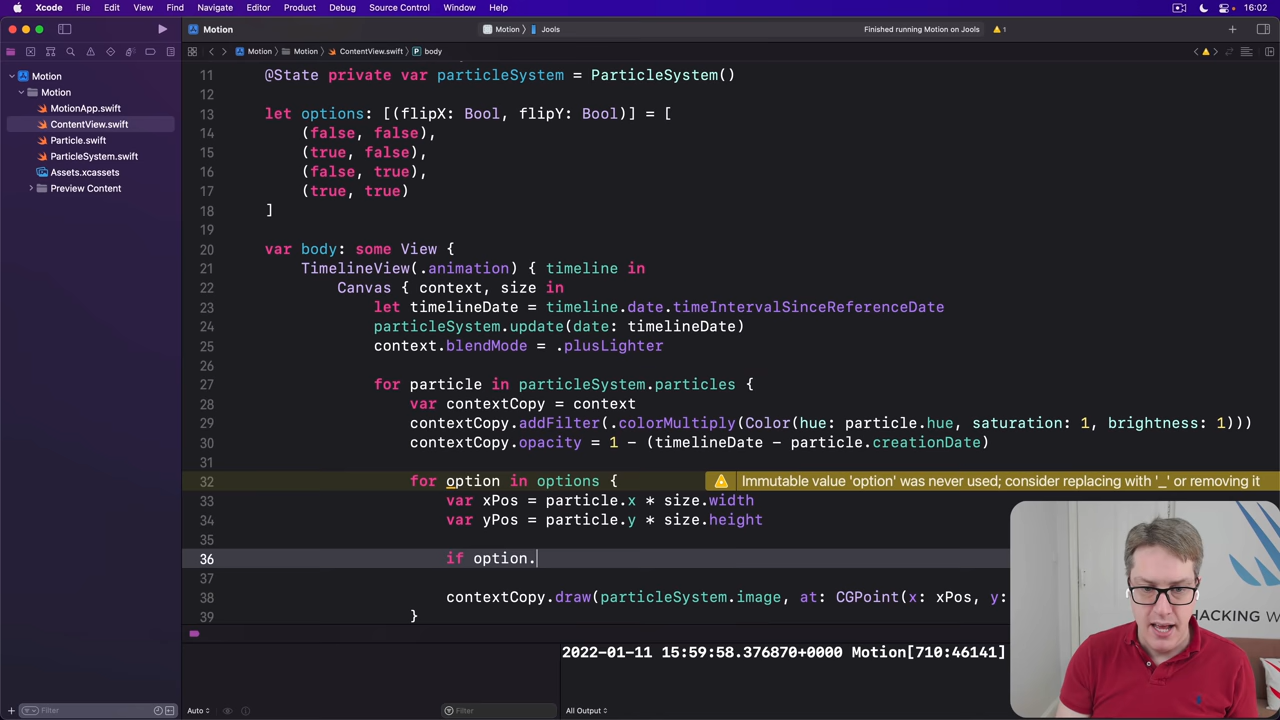 Xcode File Edit View Find Navigate Editor Product Debug Source Control Window Help 16:02
Motion
Motion
Jools
Finished running Motion on Jools
1
Motion
Motion
ContentView.swift
body
Motion
Motion
MotionApp.swift
ContentView.swift
Particle.swift
ParticleSystem.swift
Assets.xcassets
Preview Content
11 @State private var particleSystem = ParticleSystem()
12
13 let options: [(flipX: Bool, flipY: Bool)] = [
14 (false, false),
15 (true, false),
16 (false, true),
17 (true, true)
18 ]
19
20 var body: some View {
21 TimelineView(.animation) { timeline in
22 Canvas { context, size in
23 let timelineDate = timeline.date.timeIntervalSinceReferenceDate
24 particleSystem.update(date: timelineDate)
25 context.blendMode = .plusLighter
26
27 for particle in particleSystem.particles {
28 var contextCopy = context
29 contextCopy.addFilter(.colorMultiply(Color(hue: particle.hue, saturation: 1, brightness: 1)))
30 contextCopy.opacity = 1 - (timelineDate - particle.creationDate)
31
32 for option in options {
Immutable value 'option' was never used; consider replacing with '_' or removing it
33 var xPos = particle.x * size.width
34 var yPos = particle.y * size.height
35
36 if option.
37
38 contextCopy.draw(particleSystem.image, at: CGPoint(x: xPos, y:
39 }
HACKING W
2022-01-11 15:59:58.376870+0000 Motion[710:46141]
Filter
Auto
Filter
All Output